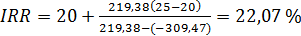 IRR = 20 + 219,38(25−20) / 219,38−(−309,47) = 22,07 %